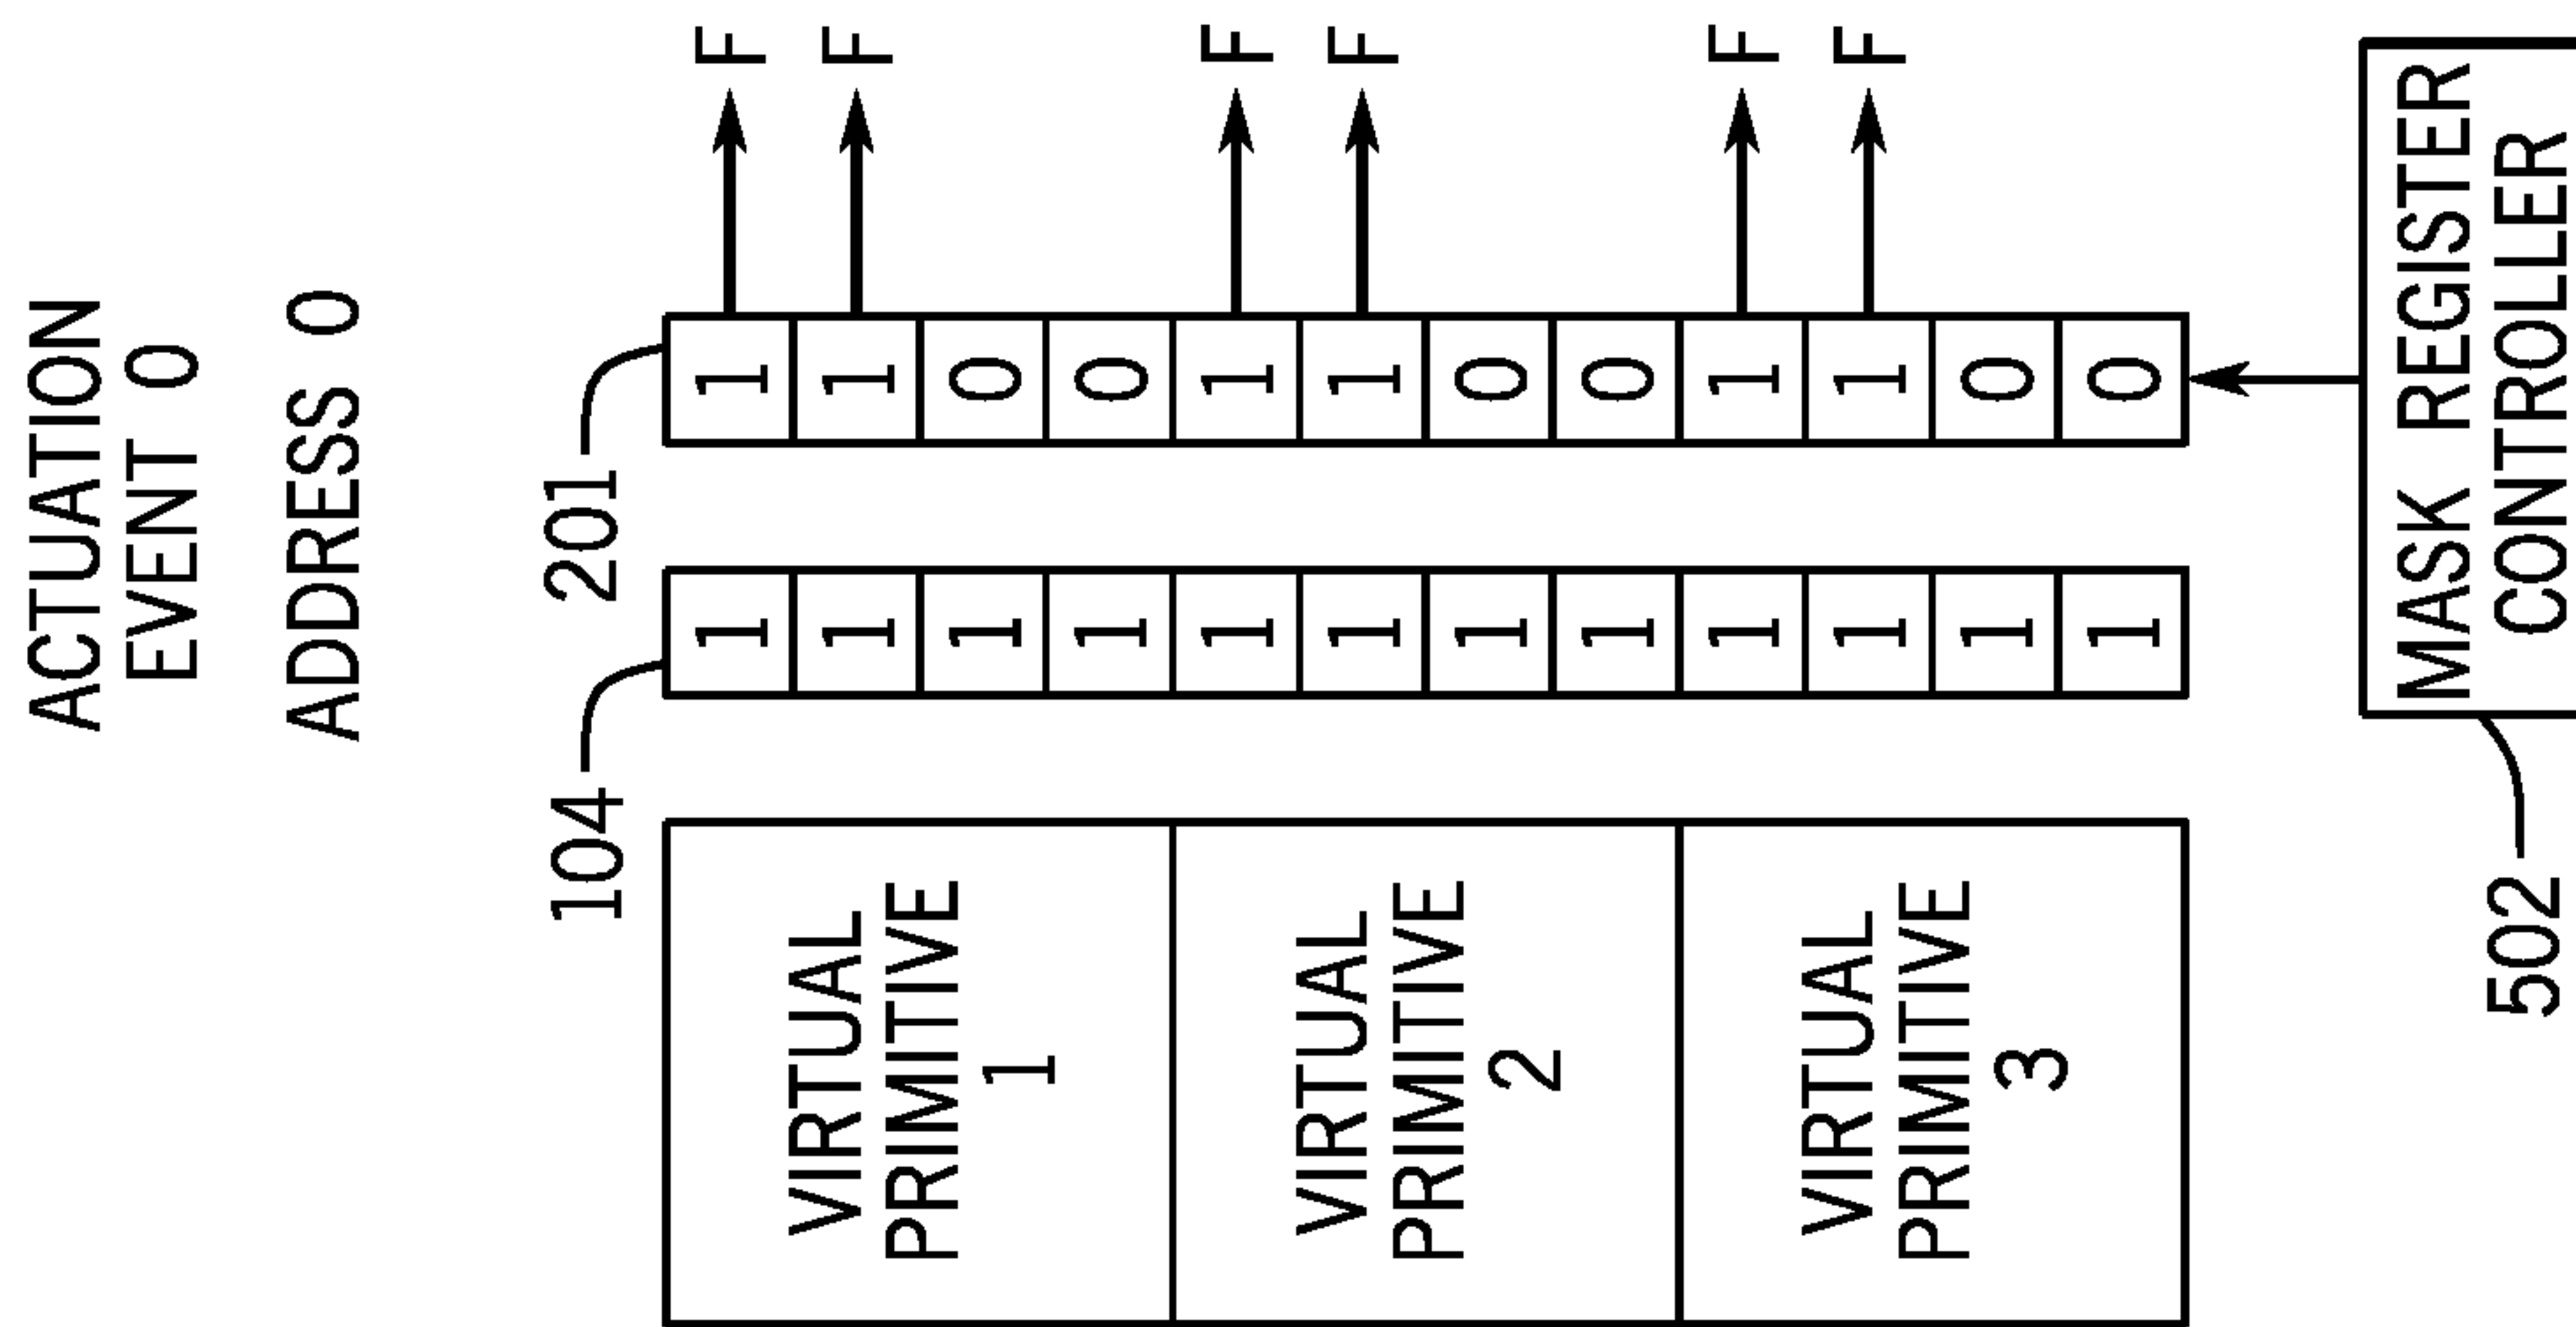 ACTUATION
EVENT 0
ADDRESS 0
104
201
VIRTUAL
PRIMITIVE
1
1 1 F
1 1 F
1 0
1 0
VIRTUAL
PRIMITIVE
2
1 1 F
1 1 F
1 0
1 0
VIRTUAL
PRIMITIVE
3
1 1 F
1 1 F
1 0
1 0
502
MASK REGISTER
CONTROLLER